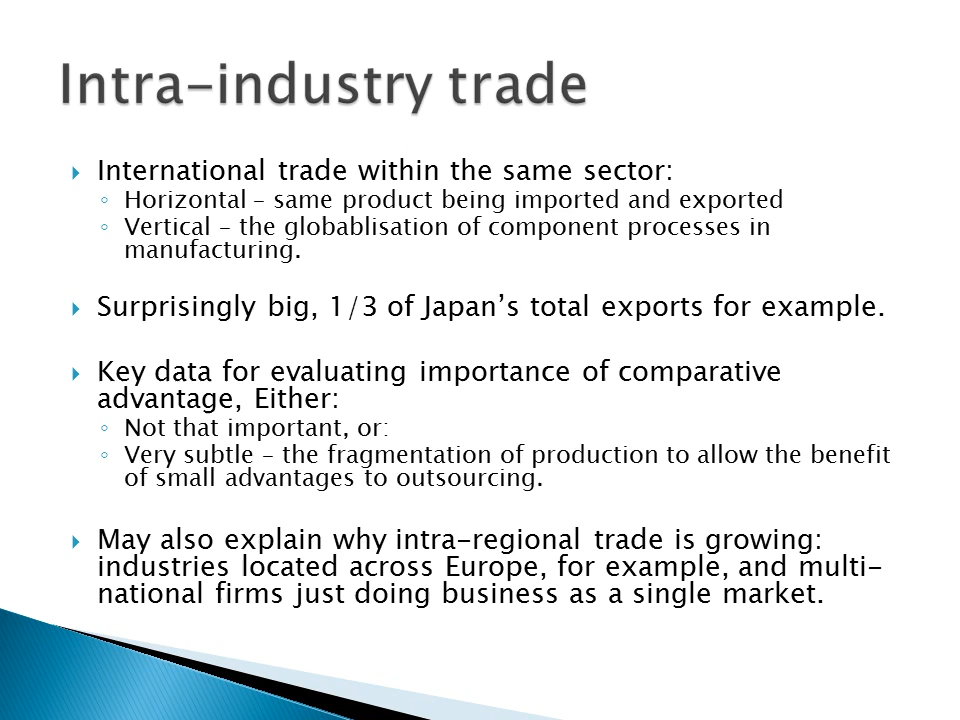 Intra-industry trade
International trade within the same sector:
Horizontal – same product being imported and exported
Vertical – the globablisation of component processes in
manufacturing.
Surprisingly big, 1/3 of Japan's total exports for example.
Key data for evaluating importance of comparative
advantage, Either:
Not that important, or:
Very subtle – the fragmentation of production to allow the benefit
of small advantages to outsourcing.
May also explain why intra-regional trade is growing:
industries located across Europe, for example, and multi-
national firms just doing business as a single market.